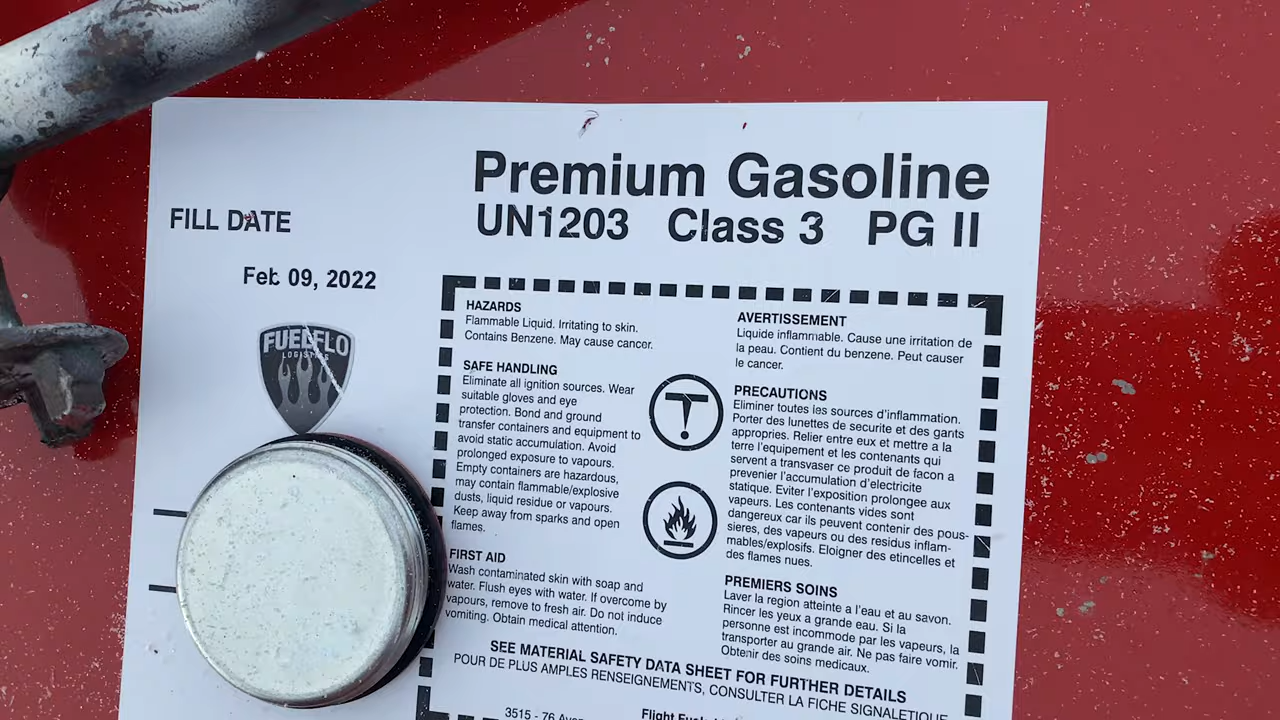 Premium Gasoline
UN1203 Class 3 PG II
FILL DATE
Feb 09, 2022
FUELFLO
LOGISTICS
HAZARDS
Flammable Liquid. Irritating to skin.
Contains Benzene. May cause cancer.
SAFE HANDLING
Eliminate all ignition sources. Wear
suitable gloves and eye
protection. Bond and ground
transfer containers and equipment to
avoid static accumulation. Avoid
prolonged exposure to vapours.
Empty containers are hazardous,
may contain flammable/explosive
dusts, liquid residue or vapours.
Keep away from sparks and open
flames.
FIRST AID
Wash contaminated skin with soap and
water. Flush eyes with water. If overcome by
vapours, remove to fresh air. Do not induce
vomiting. Obtain medical attention.
AVERTISSEMENT
Liquide inflammable. Cause une irritation de
la peau. Contient du benzene. Peut causer
le cancer.
PRECAUTIONS
Eliminer toutes les sources d'inflammation.
Porter des lunettes de securite et des gants
appropries. Relier entre eux et mettre a la
terre l'equipement et les contenants qui
servent a transvaser ce produit de facon a
prevenier l'accumulation d'electricite
statique. Eviter l'exposition prolongee aux
vapeurs. Les contenants vides sont
dangereux car ils peuvent contenir des pous-
sieres, des vapeurs ou des residus inflam-
mables/explosifs. Eloigner des etincelles et
des flames nues.
PREMIERS SOINS
Laver la region atteinte a l'eau et au savon.
Rincer les yeux a grande eau. Si la
personne est incommode par les vapeurs, la
transporter au grande air. Ne pas faire vomir.
Obtenir des soins medicaux.
SEE MATERIAL SAFETY DATA SHEET FOR FURTHER DETAILS
POUR DE PLUS AMPLES RENSEIGNEMENTS, CONSULTER LA FICHE SIGNALETIQUE
3515 - 76
Flight